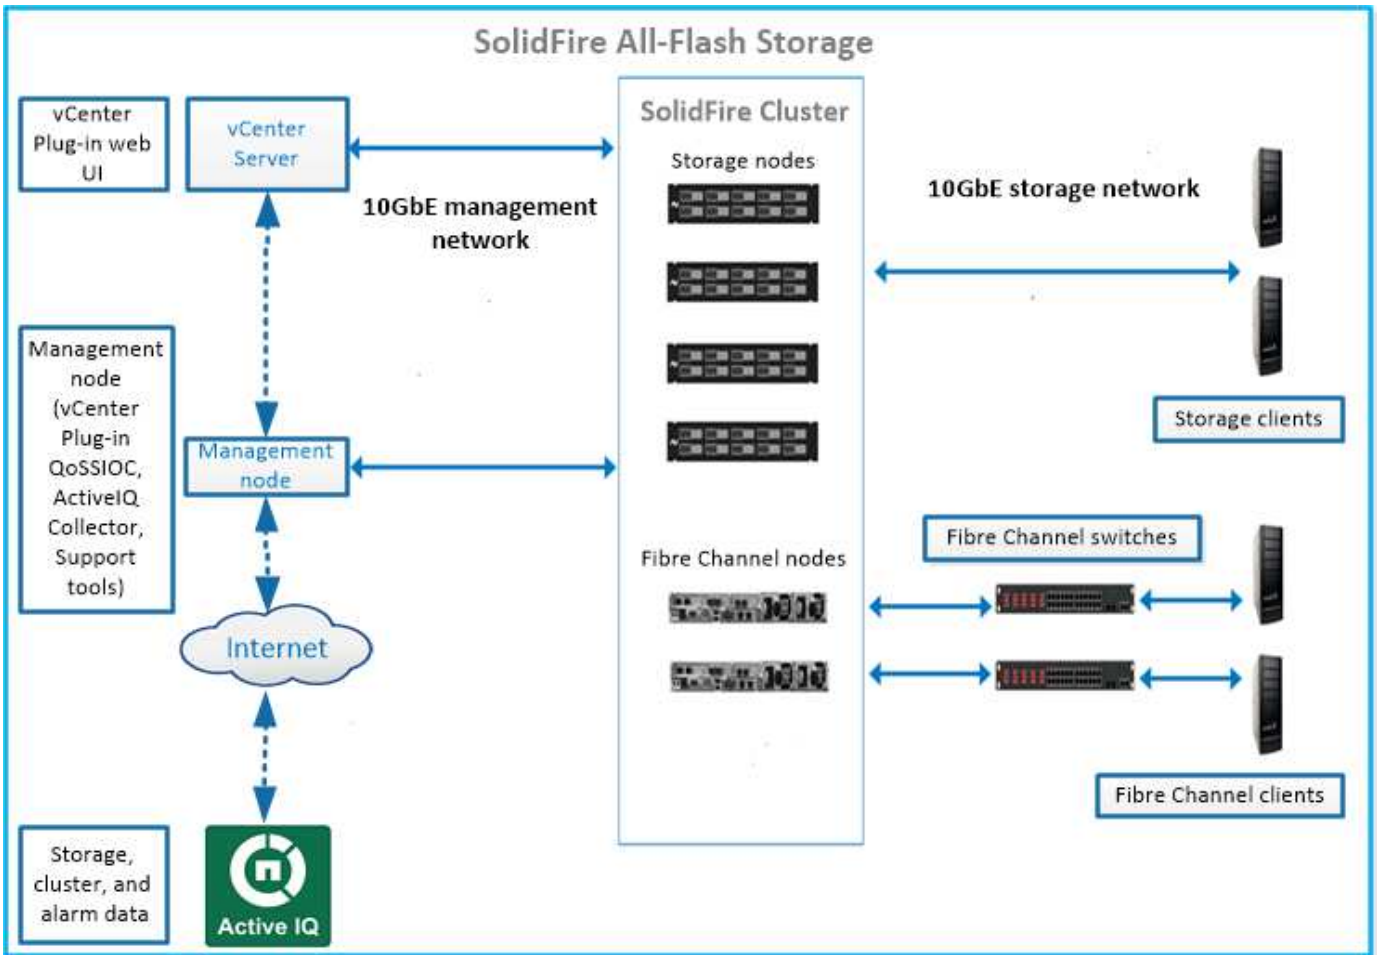 SolidFire All-Flash Storage
vCenter
Plug-in web
UI
vCenter
Server
10GbE management
network
SolidFire Cluster
Storage nodes
10GbE storage network
Storage clients
Management
node
(vCenter
Plug-in
QoSSIOC,
ActiveIQ
Collector,
Support
tools)
Management
node
Fibre Channel nodes
Fibre Channel switches
Fibre Channel clients
Internet
Storage,
cluster, and
alarm data
n
Active IQ